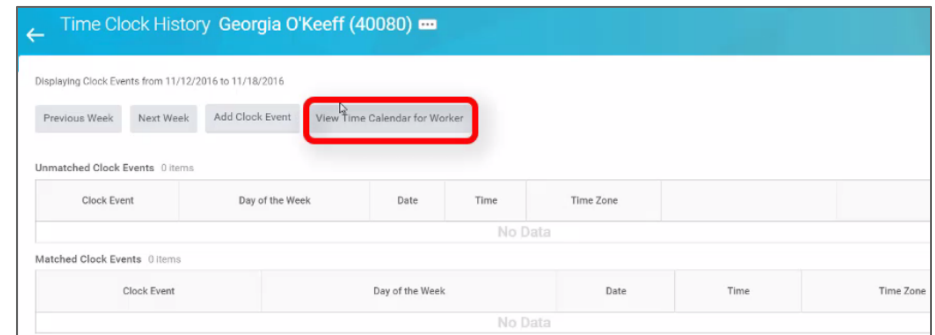 Time Clock History Georgia O'Keeff (40080)
Displaying Clock Events from 11/12/2016 to 11/18/2016
Previous Week Next Week Add Clock Event View Time Calendar for Worker
Unmatched Clock Events 0 items
Clock Event Day of the Week Date Time Time Zone
No Data
Matched Clock Events 0 items
Clock Event Day of the Week Date Time Time Zone
No Data